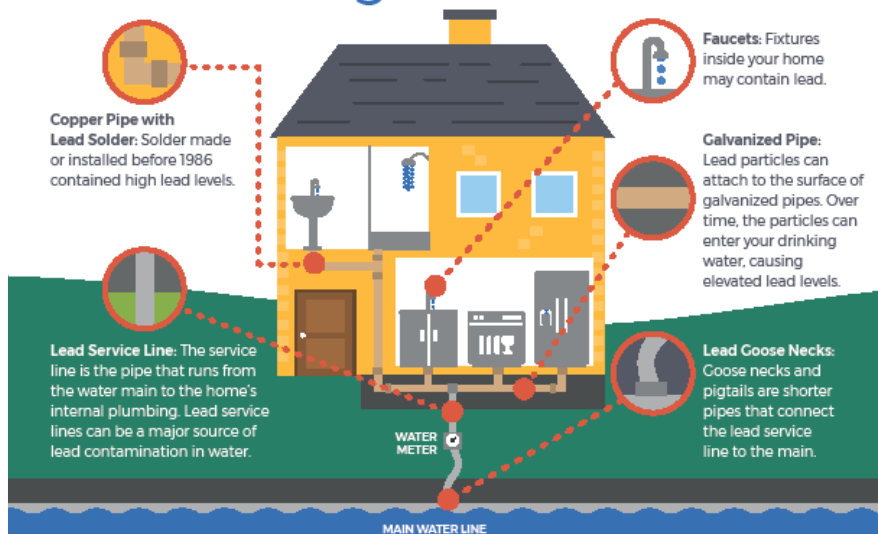 Copper Pipe with
Lead Solder: Solder made
or installed before 1986
contained high lead levels.
Lead Service Line: The service
line is the pipe that runs from
the water main to the home's
internal plumbing. Lead service
lines can be a major source of
lead contamination in water.
Faucets: Fixtures
inside your home
may contain lead.
Galvanized Pipe:
Lead particles can
attach to the surface of
galvanized pipes. Over
time, the particles can
enter your drinking
water, causing
elevated lead levels.
Lead Goose Necks:
Goose necks and
pigtails are shorter
pipes that connect
the lead service
line to the main.
WATER
METER
MAIN WATER LINE